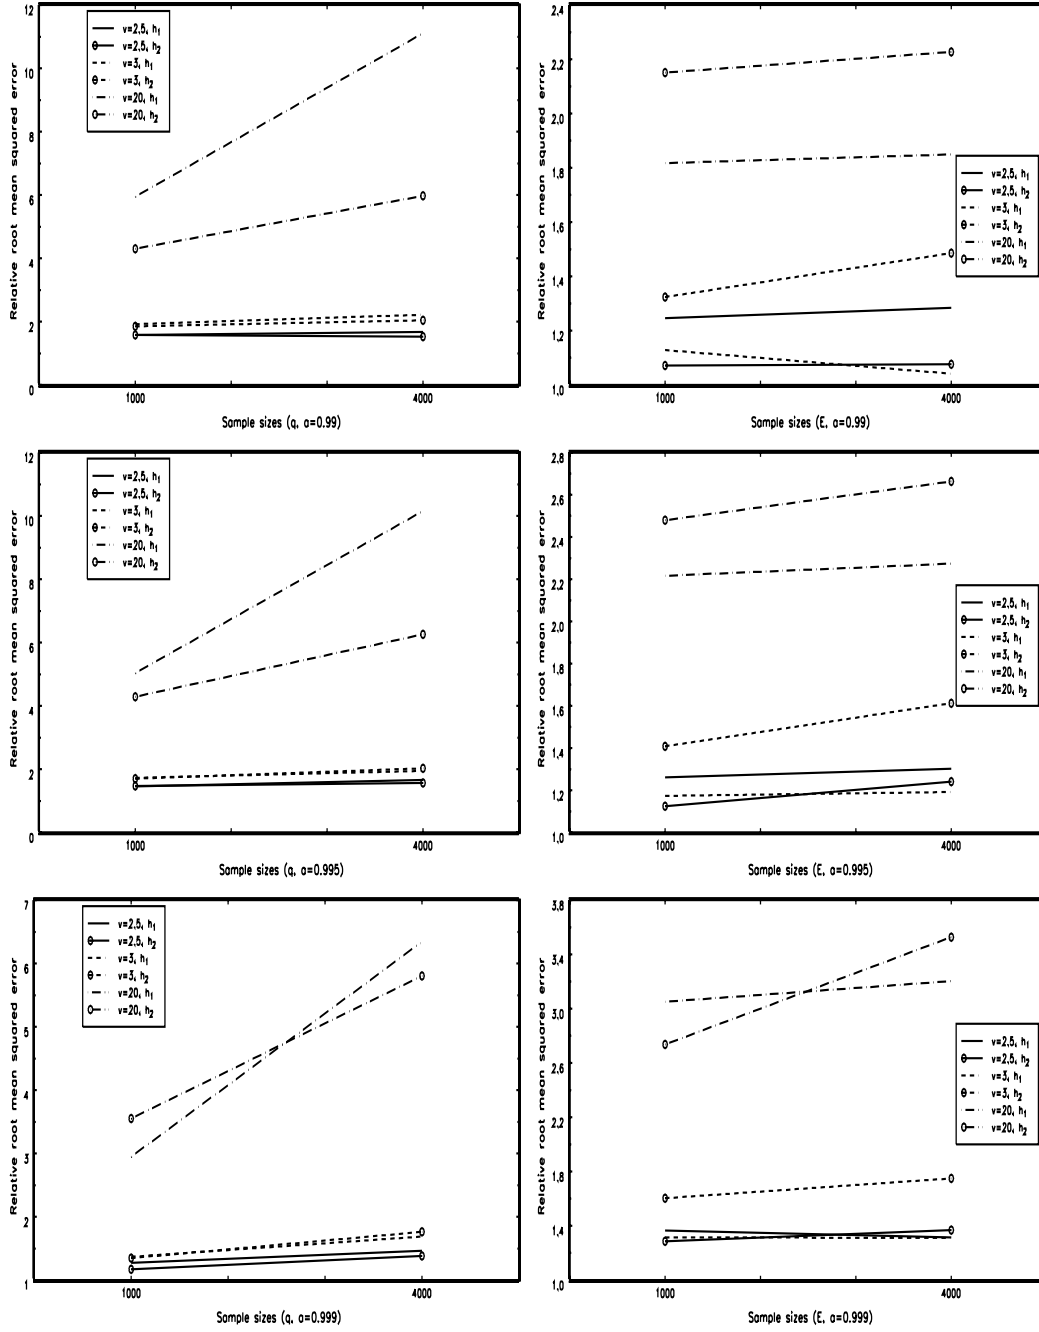 Relative root mean squared error
12
10
8
6
4
2
0
v=2.5, h₁
v=2.5, h₂
v=3, h₁
v=3, h₂
v=20, h₁
v=20, h₂
1000
4000
Sample sizes (q, a=0.99)
Relative root mean squared error
2.4
2.2
2.0
1.8
1.6
1.4
1.2
1.0
v=2.5, h₁
v=2.5, h₂
v=3, h₁
v=3, h₂
v=20, h₁
v=20, h₂
1000
4000
Sample sizes (E, a=0.99)
Relative root mean squared error
12
10
8
6
4
2
0
v=2.5, h₁
v=2.5, h₂
v=3, h₁
v=3, h₂
v=20, h₁
v=20, h₂
1000
4000
Sample sizes (q, a=0.995)
Relative root mean squared error
2.8
2.6
2.4
2.2
2.0
1.8
1.6
1.4
1.2
1.0
v=2.5, h₁
v=2.5, h₂
v=3, h₁
v=3, h₂
v=20, h₁
v=20, h₂
1000
4000
Sample sizes (E, a=0.995)
Relative root mean squared error
7
6
5
4
3
2
1
v=2.5, h₁
v=2.5, h₂
v=3, h₁
v=3, h₂
v=20, h₁
v=20, h₂
1000
4000
Sample sizes (q, a=0.999)
Relative root mean squared error
3.8
3.4
3.0
2.6
2.2
1.8
1.4
1.0
v=2.5, h₁
v=2.5, h₂
v=3, h₁
v=3, h₂
v=20, h₁
v=20, h₂
1000
4000
Sample sizes (E, a=0.999)